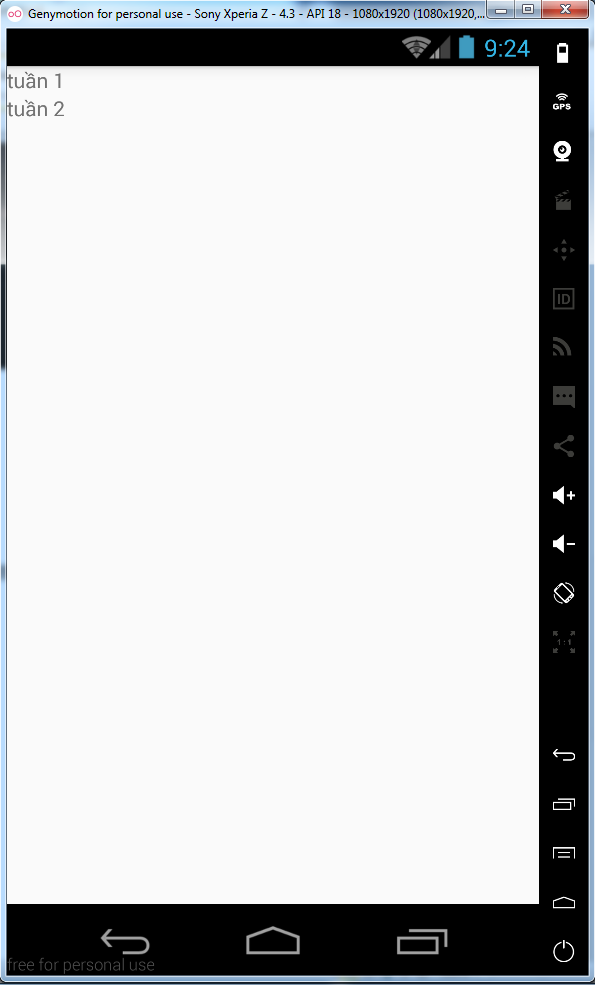 Genymotion for personal use - Sony Xperia Z - 4.3 - API 18 - 1080x1920 (1080x1920,...
9:24
tuần 1
tuần 2
GPS
ID
1:1
free for personal use